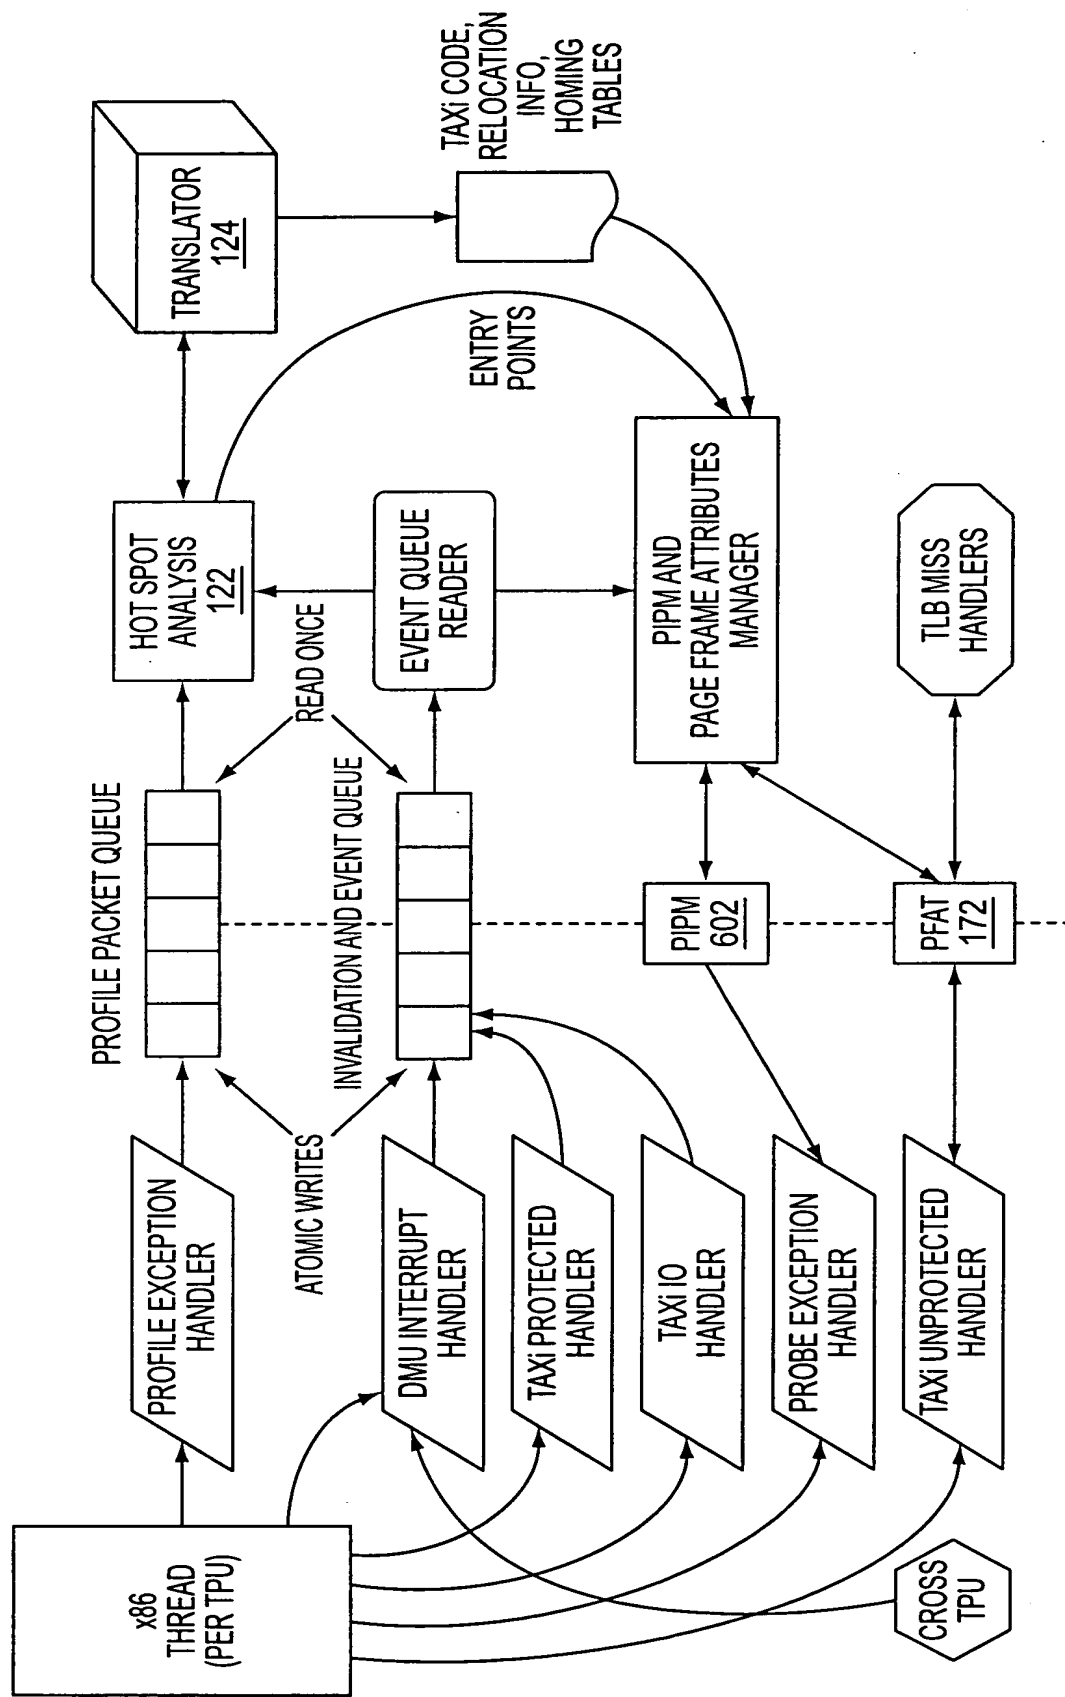 x86
THREAD
(PER TPU)
CROSS
TPU
PROFILE EXCEPTION
HANDLER
ATOMIC WRITES
DMU INTERRUPT
HANDLER
TAXi PROTECTED
HANDLER
TAXi IO
HANDLER
PROBE EXCEPTION
HANDLER
TAXi UNPROTECTED
HANDLER
PROFILE PACKET QUEUE
INVALIDATION AND EVENT QUEUE
PIPM
602
PFAT
172
READ ONCE
HOT SPOT
ANALYSIS
122
EVENT QUEUE
READER
PIPM AND
PAGE FRAME ATTRIBUTES
MANAGER
TLB MISS
HANDLERS
TRANSLATOR
124
ENTRY
POINTS
TAXi CODE,
RELOCATION
INFO,
HOMING
TABLES